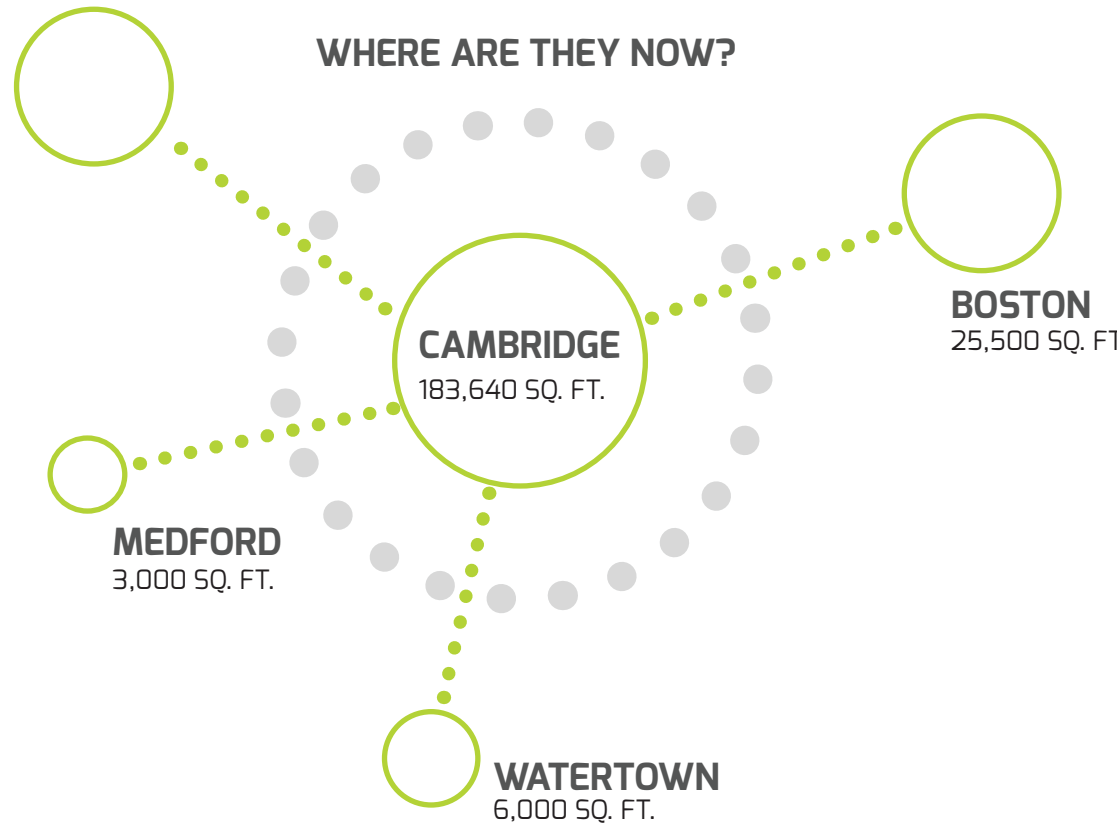 WHERE ARE THEY NOW?
CAMBRIDGE
183,640 SQ. FT.
BOSTON
25,500 SQ. FT
MEDFORD
3,000 SQ. FT.
WATERTOWN
6,000 SQ. FT.